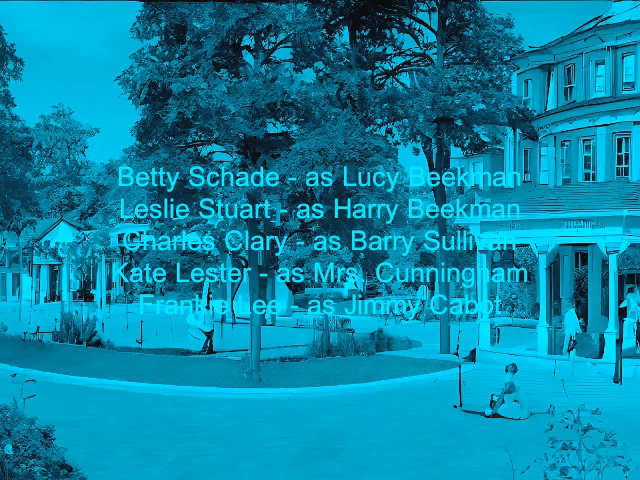 Betty Schade - as Lucy Beekman
Leslie Stuart - as Harry Beekman
Charles Clary - as Barry Sullivan
Kate Lester - as Mrs. Cunningham
Frankie Lee - as Jimmy Cabot